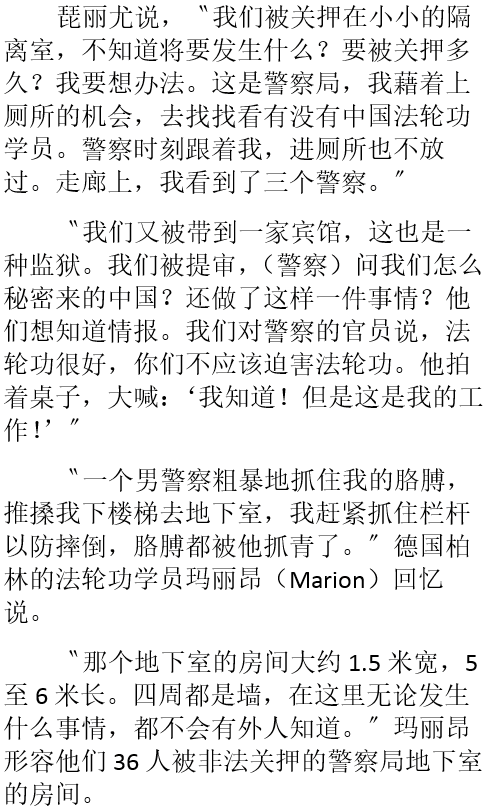 琵丽尤说，〝我们被关押在小小的隔
离室，不知道将要发生什么？要被关押多
久？我要想办法。这是警察局，我藉着上
厕所的机会，去找找看有没有中国法轮功
学员。警察时刻跟着我，进厕所也不放
过。走廊上，我看到了三个警察。〞
〝我们又被带到一家宾馆，这也是一
种监狱。我们被提审，（警察）问我们怎么
秘密来的中国？还做了这样一件事情？他
们想知道情报。我们对警察的官员说，法
轮功很好，你们不应该迫害法轮功。他拍
着桌子，大喊：‘我知道！但是这是我的工
作！’〞
〝一个男警察粗暴地抓住我的胳膊，
推搡我下楼梯去地下室，我赶紧抓住栏杆
以防摔倒，胳膊都被他抓青了。〞德国柏
林的法轮功学员玛丽昂（Marion）回忆
说。
〝那个地下室的房间大约 1.5 米宽，5
至 6 米长。四周都是墙，在这里无论发生
什么事情，都不会有外人知道。〞玛丽昂
形容他们 36 人被非法关押的警察局地下室
的房间。